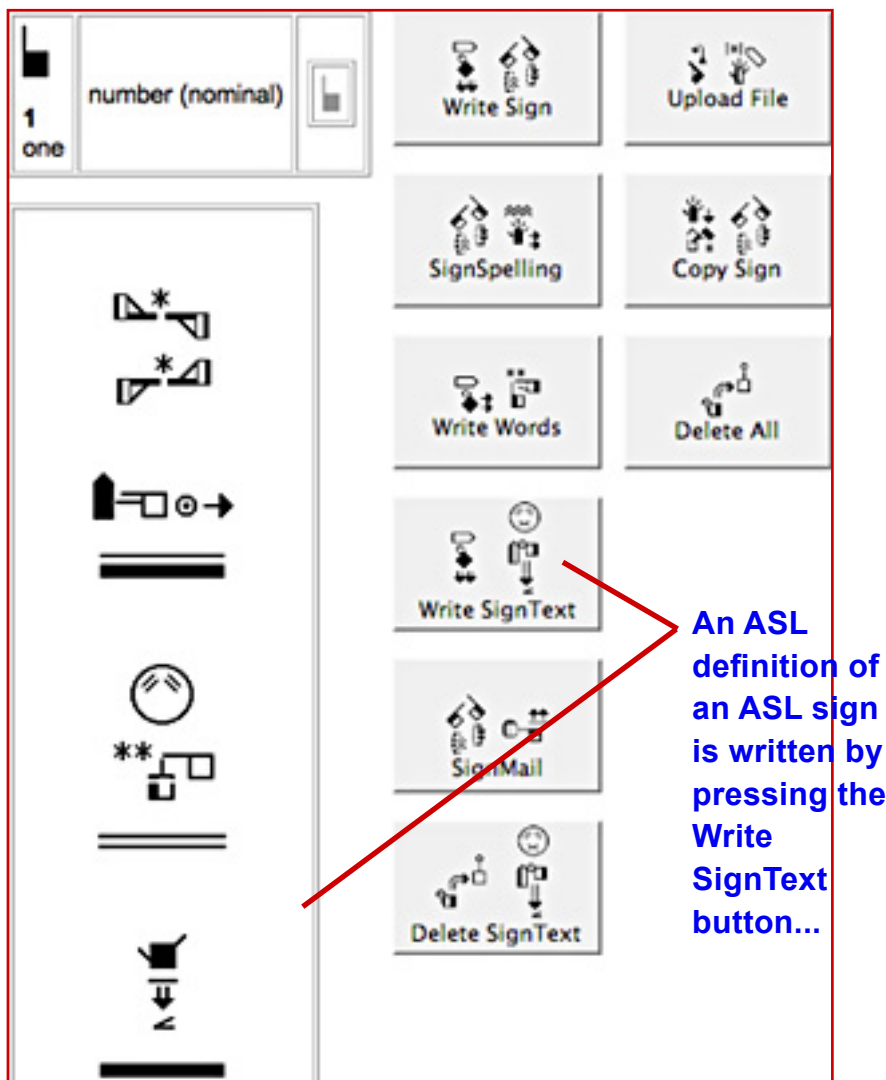 1
one
number (nominal)
Write Sign
Upload File
SignSpelling
Copy Sign
Write Words
Delete All
Write SignText
SignMail
Delete SignText
An ASL
definition of
an ASL sign
is written by
pressing the
Write
SignText
button...